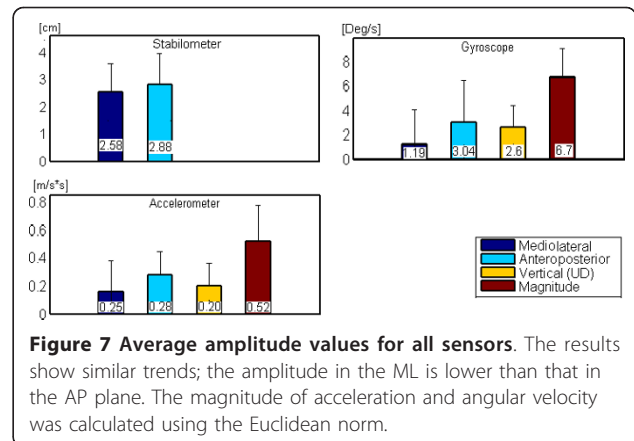 [cm]
Stabilometer
4
3
2
1
0
2.58
2.88
[Deg/s]
Gyroscope
8
6
4
2
0
1.19
3.04
2.6
6.7
[m/s*s]
Accelerometer
0.8
0.6
0.4
0.2
0
0.25
0.28
0.20
0.52
Mediolateral
Anteroposterior
Vertical (UD)
Magnitude
Figure 7 Average amplitude values for all sensors. The results
show similar trends; the amplitude in the ML is lower than that in
the AP plane. The magnitude of acceleration and angular velocity
was calculated using the Euclidean norm.